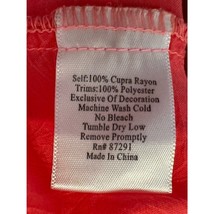 Self:100% Cupra Rayon
Trims:100% Polyester
Exclusive Of Decoration
Machine Wash Cold
No Bleach
Tumble Dry Low
Remove Promptly
Rn# 87291
Made In China